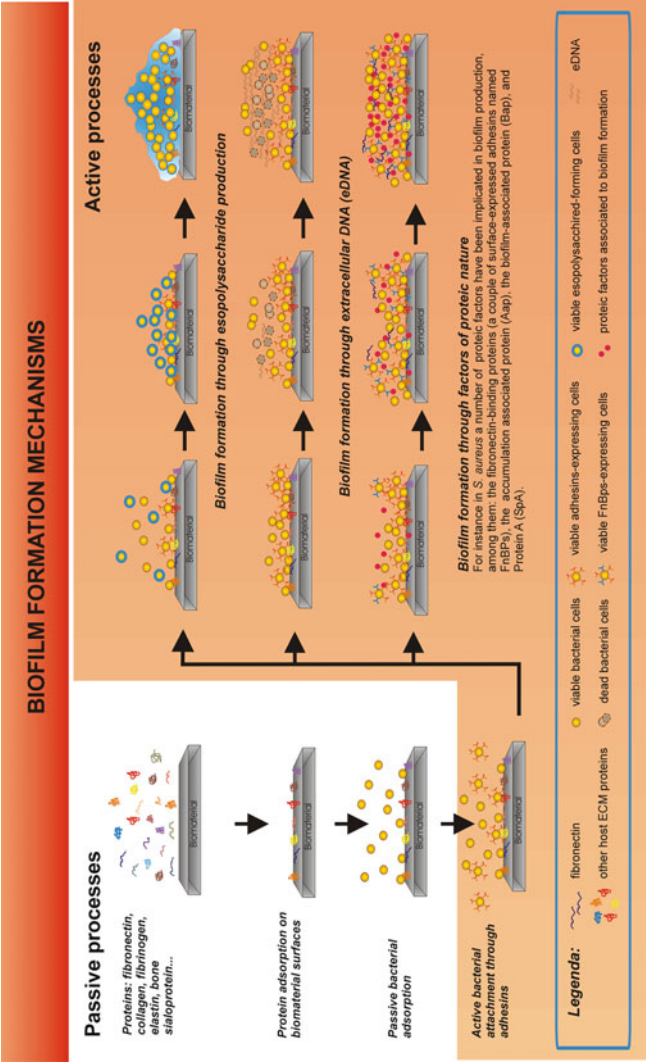 BIOFILM FORMATION MECHANISMS
Passive processes
Proteins: fibronectin,
collagen, fibrinogen,
elastin, bone
sialoprotein...
Biomaterial
Protein adsorption on
biomaterial surfaces
Biomaterial
Passive bacterial
adsorption
Biomaterial
Active bacterial
attachment through
adhesins
Biomaterial
Active processes
Biomaterial
Biomaterial
Biomaterial
Biofilm formation through esopolysaccharide production
Biomaterial
Biomaterial
Biomaterial
Biofilm formation through extracellular DNA (eDNA)
Biomaterial
Biomaterial
Biomaterial
Biofilm formation through factors of proteic nature
For instance in S. aureus a number of proteic factors have been implicated in biofilm production,
among them: the fibronectin-binding proteins (a couple of surface-expressed adhesins named
FnBPs), the accumulation associated protein (Aap), the biofilm-associated protein (Bap), and
Protein A (SpA).
Legenda:
fibronectin
viable bacterial cells
viable adhesins-expressing cells
viable esopolysacchired-forming cells
eDNA
other host ECM proteins
dead bacterial cells
viable FnBps-expressing cells
proteic factors associated to biofilm formation